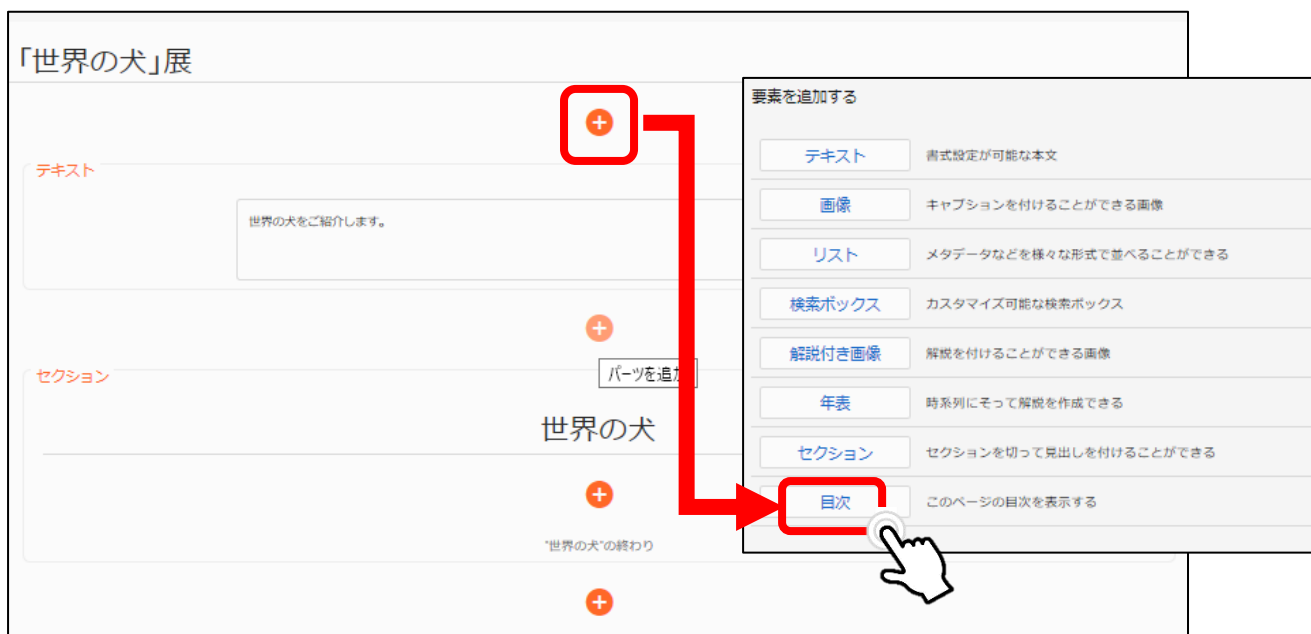 「世界の犬」展
テキスト
世界の犬をご紹介します。
パーツを追加
セクション
世界の犬
"世界の犬"の終わり
要素を追加する
テキスト 書式設定が可能な本文
画像 キャプションを付けることができる画像
リスト メタデータなどを様々な形式で並べることができる
検索ボックス カスタマイズ可能な検索ボックス
解説付き画像 解説を付けることができる画像
年表 時系列にそって解説を作成できる
セクション セクションを切って見出しを付けることができる
目次 このページの目次を表示する